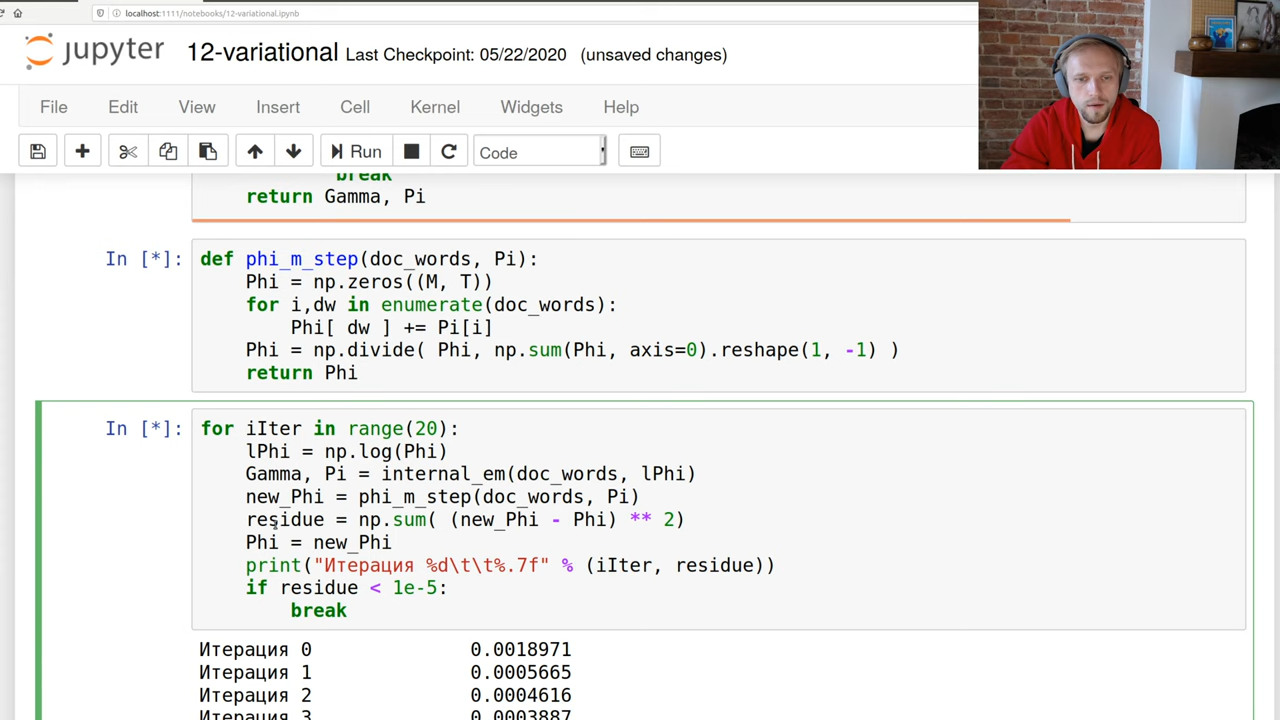 localhost:1111/notebooks/12-variational.ipynb
jupyter 12-variational Last Checkpoint: 05/22/2020 (unsaved changes)
File Edit View Insert Cell Kernel Widgets Help
Run Code
break
return Gamma, Pi
In [*]: def phi_m_step(doc_words, Pi):
Phi = np.zeros((M, T))
for i,dw in enumerate(doc_words):
Phi[ dw ] += Pi[i]
Phi = np.divide( Phi, np.sum(Phi, axis=0).reshape(1, -1) )
return Phi
In [*]: for iIter in range(20):
lPhi = np.log(Phi)
Gamma, Pi = internal_em(doc_words, lPhi)
new_Phi = phi_m_step(doc_words, Pi)
residue = np.sum( (new_Phi - Phi) ** 2)
Phi = new_Phi
print("Итерация %d\t\t%.7f" % (iIter, residue))
if residue < 1e-5:
break
Итерация 0 0.0018971
Итерация 1 0.0005665
Итерация 2 0.0004616
Итерация 3 0.0003887